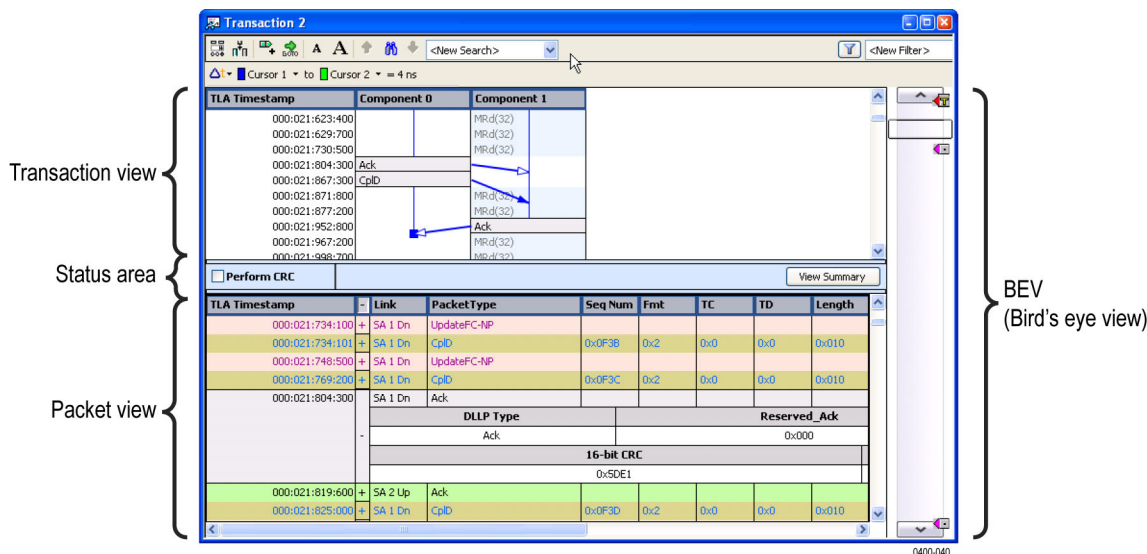 Transaction 2
GOTO A A <New Search> <New Filter>
Δt Cursor 1 to Cursor 2 = 4 ns
TLA Timestamp Component 0 Component 1
000:021:623:400 MRd(32)
000:021:629:700 MRd(32)
000:021:730:500 MRd(32)
000:021:804:300 Ack
000:021:867:300 CplD
000:021:871:800 MRd(32)
000:021:877:200 MRd(32)
000:021:952:800 Ack
000:021:967:200 MRd(32)
000:021:998:700 MRd(32)
Transaction view
Status area
Perform CRC View Summary
TLA Timestamp - Link PacketType Seq Num Fmt TC TD Length
000:021:734:100 + SA 1 Dn UpdateFC-NP
000:021:734:101 + SA 1 Dn CplD 0x0F3B 0x2 0x0 0x0 0x010
000:021:748:500 + SA 1 Dn UpdateFC-NP
000:021:769:200 + SA 1 Dn CplD 0x0F3C 0x2 0x0 0x0 0x010
000:021:804:300 SA 1 Dn Ack
DLLP Type Reserved_Ack
- Ack 0x000
16-bit CRC
0x5DE1
000:021:819:600 + SA 2 Up Ack
000:021:825:000 + SA 1 Dn CplD 0x0F3D 0x2 0x0 0x0 0x010
Packet view
BEV
(Bird's eye view)
0400-040